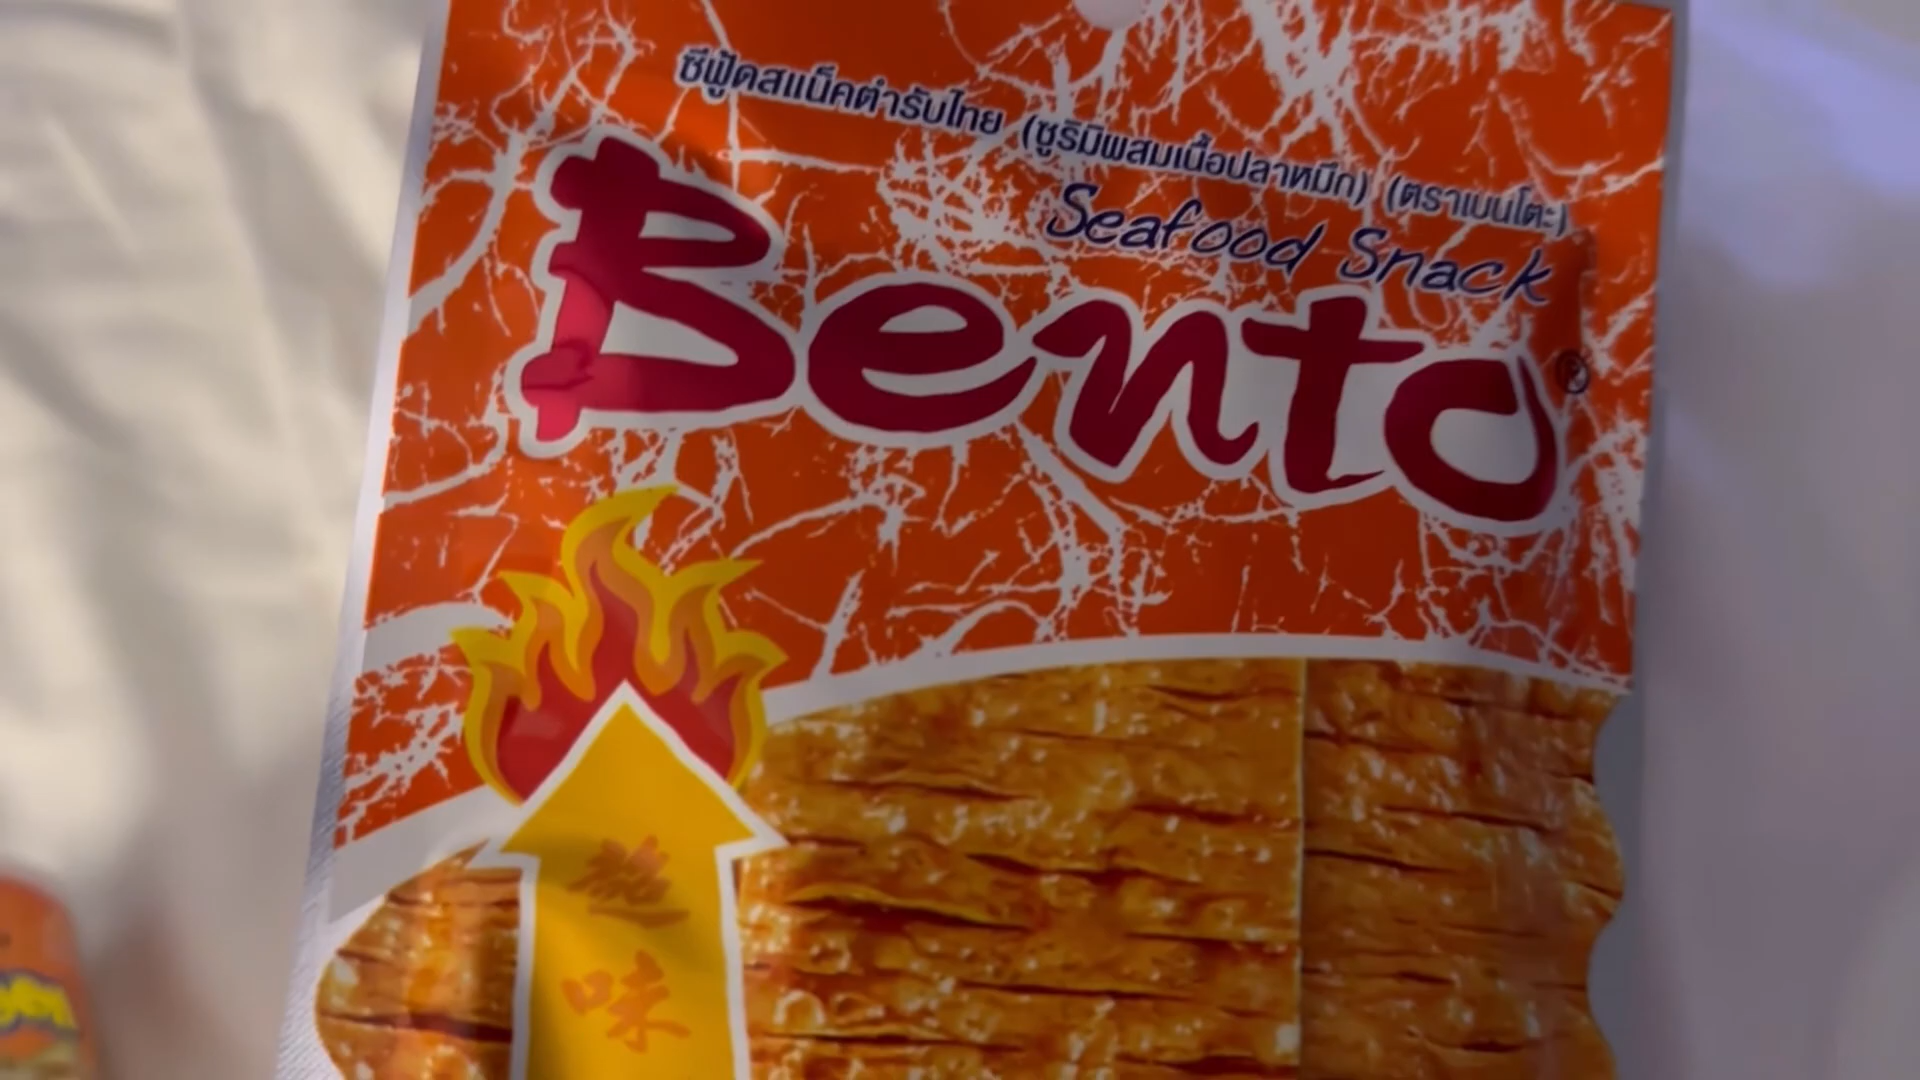 ซีฟู้ดสแน็คตำรับไทย (ซูริมิผสมเนื้อปลาหมึก) (ตราเบนโตะ)
Seafood Snack
Bento®
味